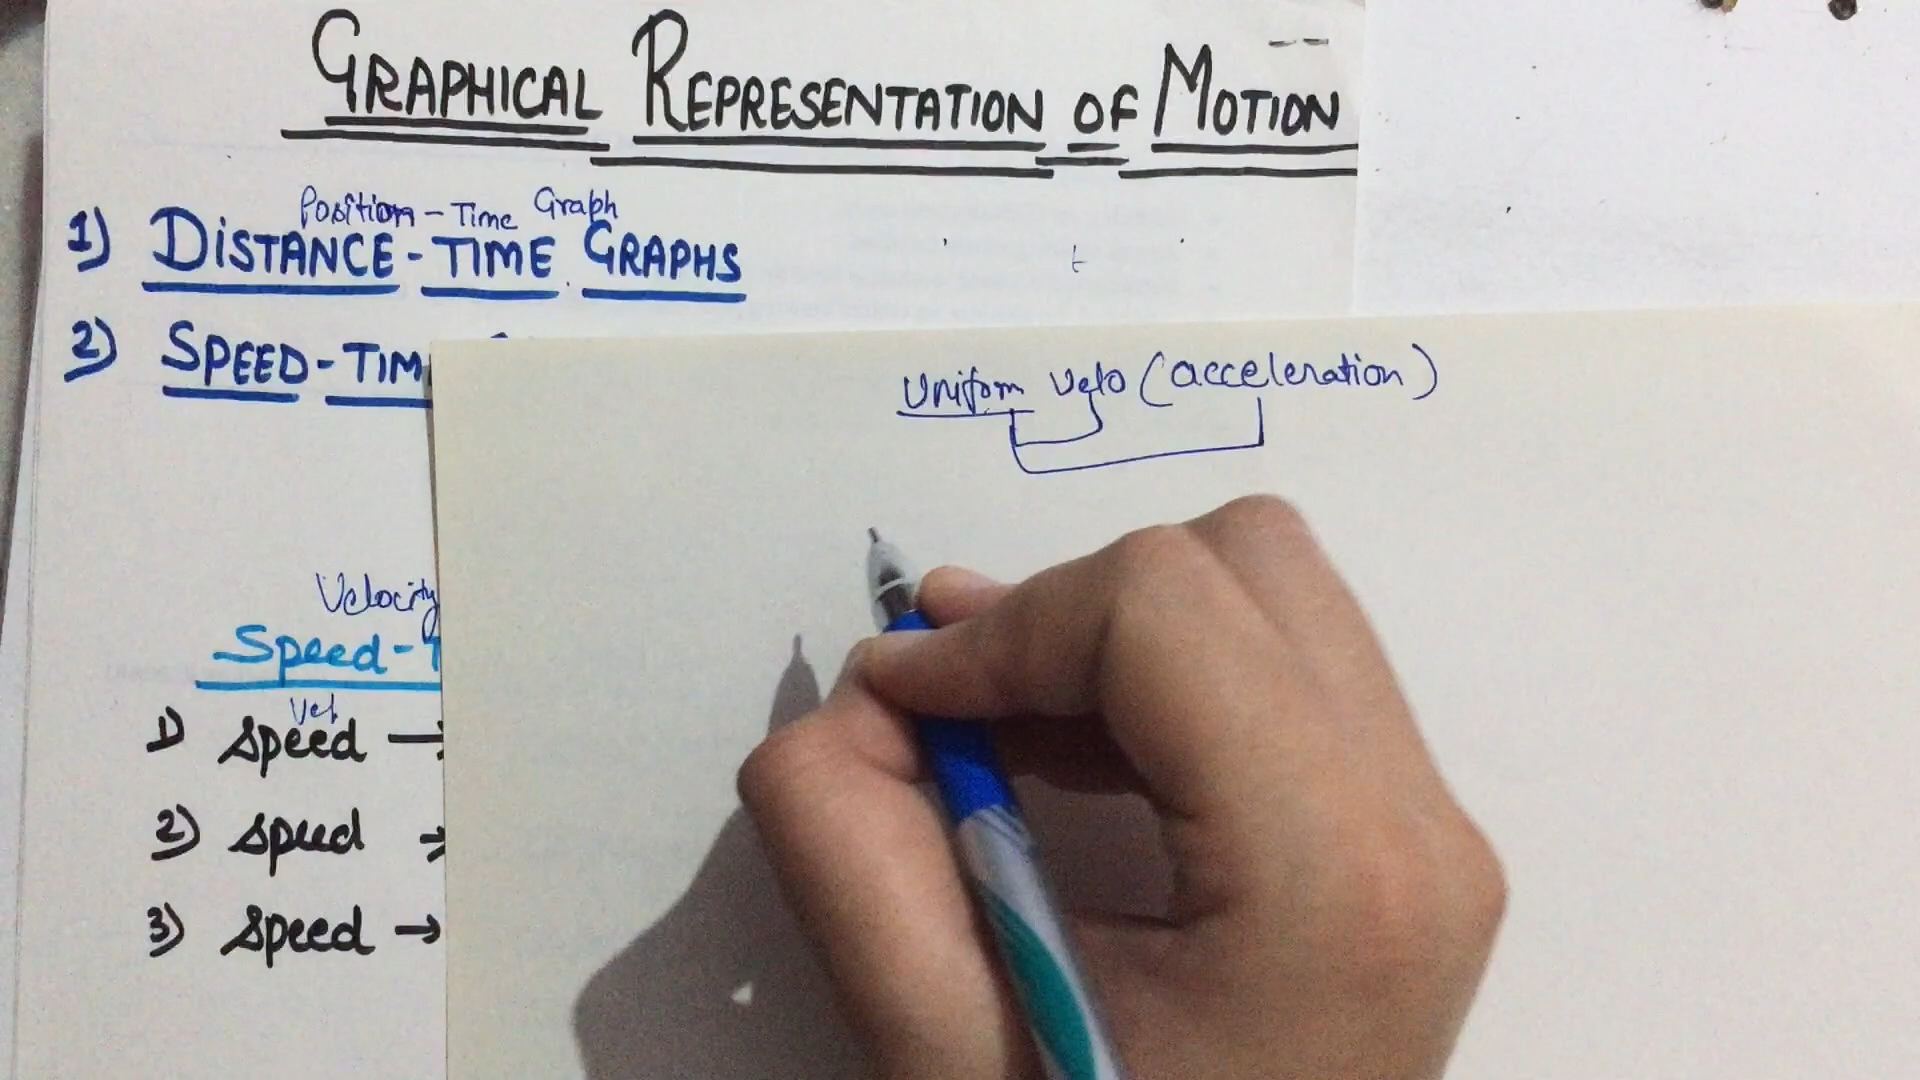 GRAPHICAL REPRESENTATION OF MOTION
Position - Time Graph
1) DISTANCE - TIME GRAPHS
2) SPEED - TIM
Uniform velo (acceleration)
Velocity
Speed - T
Vel
1) Speed →
2) Speed →
3) Speed →
t